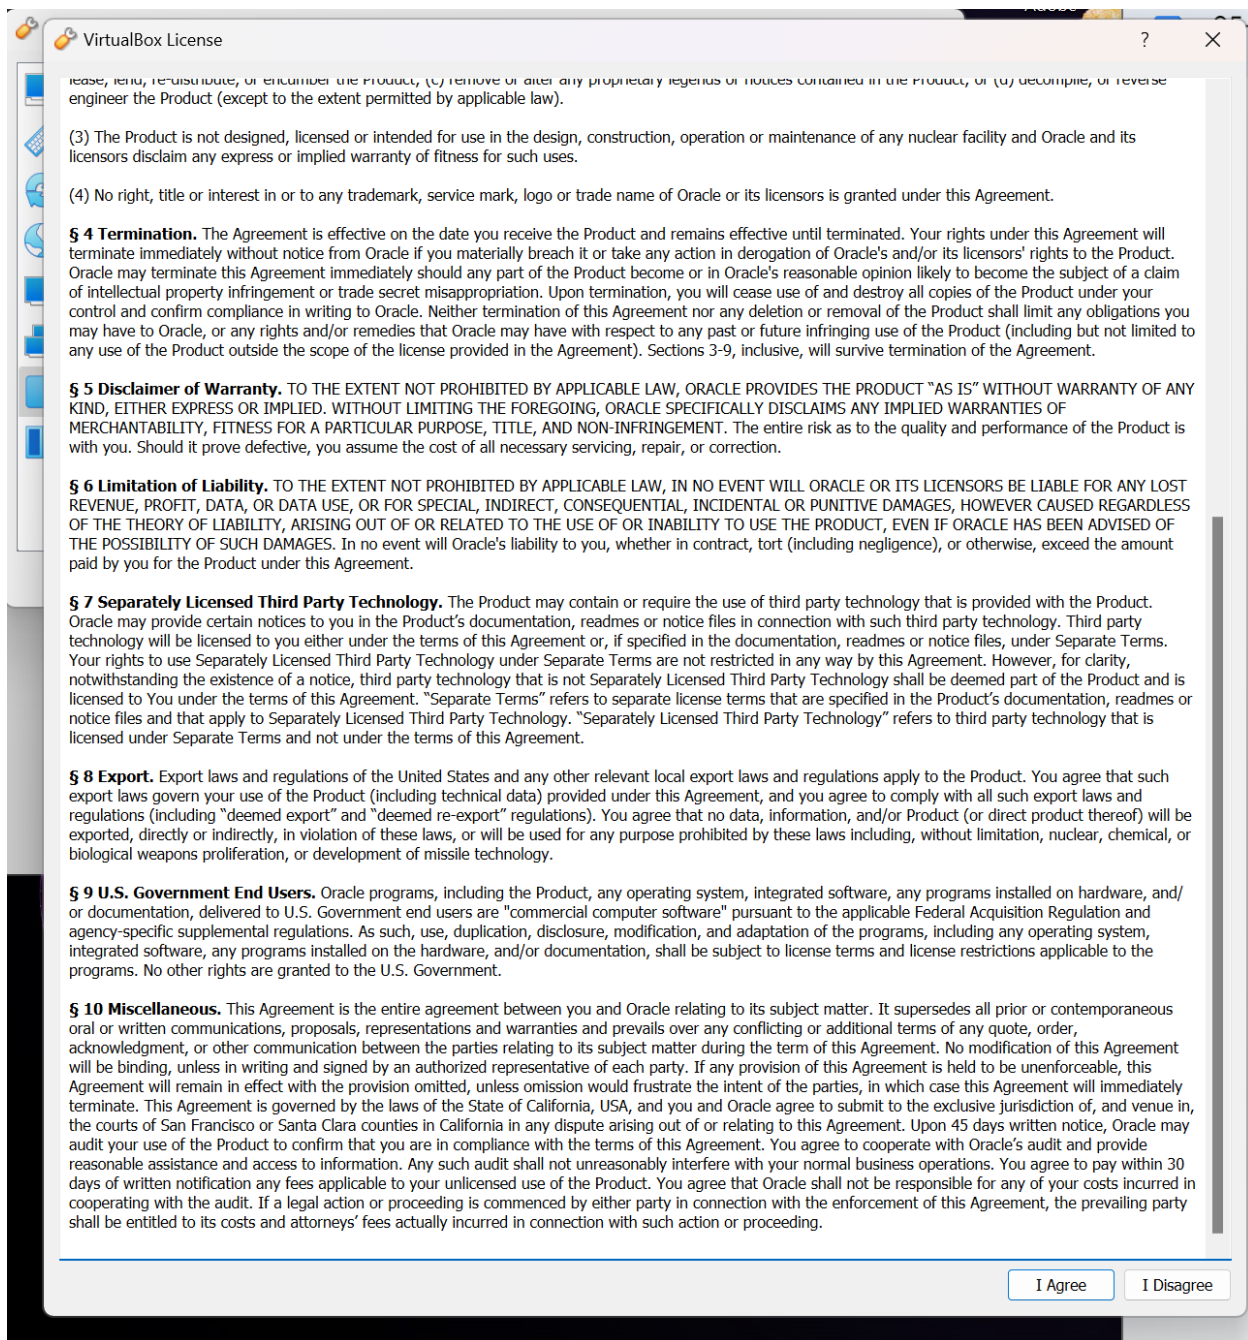 Adobe
VirtualBox License
?
lease, lend, re-distribute, or encumber the Product, (c) remove or alter any proprietary legends or notices contained in the Product, or (d) decompile, or reverse
engineer the Product (except to the extent permitted by applicable law).
(3) The Product is not designed, licensed or intended for use in the design, construction, operation or maintenance of any nuclear facility and Oracle and its
licensors disclaim any express or implied warranty of fitness for such uses.
(4) No right, title or interest in or to any trademark, service mark, logo or trade name of Oracle or its licensors is granted under this Agreement.
§ 4 Termination. The Agreement is effective on the date you receive the Product and remains effective until terminated. Your rights under this Agreement will
terminate immediately without notice from Oracle if you materially breach it or take any action in derogation of Oracle's and/or its licensors' rights to the Product.
Oracle may terminate this Agreement immediately should any part of the Product become or in Oracle's reasonable opinion likely to become the subject of a claim
of intellectual property infringement or trade secret misappropriation. Upon termination, you will cease use of and destroy all copies of the Product under your
control and confirm compliance in writing to Oracle. Neither termination of this Agreement nor any deletion or removal of the Product shall limit any obligations you
may have to Oracle, or any rights and/or remedies that Oracle may have with respect to any past or future infringing use of the Product (including but not limited to
any use of the Product outside the scope of the license provided in the Agreement). Sections 3-9, inclusive, will survive termination of the Agreement.
§ 5 Disclaimer of Warranty. TO THE EXTENT NOT PROHIBITED BY APPLICABLE LAW, ORACLE PROVIDES THE PRODUCT “AS IS” WITHOUT WARRANTY OF ANY
KIND, EITHER EXPRESS OR IMPLIED. WITHOUT LIMITING THE FOREGOING, ORACLE SPECIFICALLY DISCLAIMS ANY IMPLIED WARRANTIES OF
MERCHANTABILITY, FITNESS FOR A PARTICULAR PURPOSE, TITLE, AND NON-INFRINGEMENT. The entire risk as to the quality and performance of the Product is
with you. Should it prove defective, you assume the cost of all necessary servicing, repair, or correction.
§ 6 Limitation of Liability. TO THE EXTENT NOT PROHIBITED BY APPLICABLE LAW, IN NO EVENT WILL ORACLE OR ITS LICENSORS BE LIABLE FOR ANY LOST
REVENUE, PROFIT, DATA, OR DATA USE, OR FOR SPECIAL, INDIRECT, CONSEQUENTIAL, INCIDENTAL OR PUNITIVE DAMAGES, HOWEVER CAUSED REGARDLESS
OF THE THEORY OF LIABILITY, ARISING OUT OF OR RELATED TO THE USE OF OR INABILITY TO USE THE PRODUCT, EVEN IF ORACLE HAS BEEN ADVISED OF
THE POSSIBILITY OF SUCH DAMAGES. In no event will Oracle's liability to you, whether in contract, tort (including negligence), or otherwise, exceed the amount
paid by you for the Product under this Agreement.
§ 7 Separately Licensed Third Party Technology. The Product may contain or require the use of third party technology that is provided with the Product.
Oracle may provide certain notices to you in the Product’s documentation, readmes or notice files in connection with such third party technology. Third party
technology will be licensed to you either under the terms of this Agreement or, if specified in the documentation, readmes or notice files, under Separate Terms.
Your rights to use Separately Licensed Third Party Technology under Separate Terms are not restricted in any way by this Agreement. However, for clarity,
notwithstanding the existence of a notice, third party technology that is not Separately Licensed Third Party Technology shall be deemed part of the Product and is
licensed to You under the terms of this Agreement. “Separate Terms” refers to separate license terms that are specified in the Product’s documentation, readmes or
notice files and that apply to Separately Licensed Third Party Technology. “Separately Licensed Third Party Technology” refers to third party technology that is
licensed under Separate Terms and not under the terms of this Agreement.
§ 8 Export. Export laws and regulations of the United States and any other relevant local export laws and regulations apply to the Product. You agree that such
export laws govern your use of the Product (including technical data) provided under this Agreement, and you agree to comply with all such export laws and
regulations (including “deemed export” and “deemed re-export” regulations). You agree that no data, information, and/or Product (or direct product thereof) will be
exported, directly or indirectly, in violation of these laws, or will be used for any purpose prohibited by these laws including, without limitation, nuclear, chemical, or
biological weapons proliferation, or development of missile technology.
§ 9 U.S. Government End Users. Oracle programs, including the Product, any operating system, integrated software, any programs installed on hardware, and/
or documentation, delivered to U.S. Government end users are "commercial computer software" pursuant to the applicable Federal Acquisition Regulation and
agency-specific supplemental regulations. As such, use, duplication, disclosure, modification, and adaptation of the programs, including any operating system,
integrated software, any programs installed on the hardware, and/or documentation, shall be subject to license terms and license restrictions applicable to the
programs. No other rights are granted to the U.S. Government.
§ 10 Miscellaneous. This Agreement is the entire agreement between you and Oracle relating to its subject matter. It supersedes all prior or contemporaneous
oral or written communications, proposals, representations and warranties and prevails over any conflicting or additional terms of any quote, order,
acknowledgment, or other communication between the parties relating to its subject matter during the term of this Agreement. No modification of this Agreement
will be binding, unless in writing and signed by an authorized representative of each party. If any provision of this Agreement is held to be unenforceable, this
Agreement will remain in effect with the provision omitted, unless omission would frustrate the intent of the parties, in which case this Agreement will immediately
terminate. This Agreement is governed by the laws of the State of California, USA, and you and Oracle agree to submit to the exclusive jurisdiction of, and venue in,
the courts of San Francisco or Santa Clara counties in California in any dispute arising out of or relating to this Agreement. Upon 45 days written notice, Oracle may
audit your use of the Product to confirm that you are in compliance with the terms of this Agreement. You agree to cooperate with Oracle’s audit and provide
reasonable assistance and access to information. Any such audit shall not unreasonably interfere with your normal business operations. You agree to pay within 30
days of written notification any fees applicable to your unlicensed use of the Product. You agree that Oracle shall not be responsible for any of your costs incurred in
cooperating with the audit. If a legal action or proceeding is commenced by either party in connection with the enforcement of this Agreement, the prevailing party
shall be entitled to its costs and attorneys’ fees actually incurred in connection with such action or proceeding.
I Agree
I Disagree